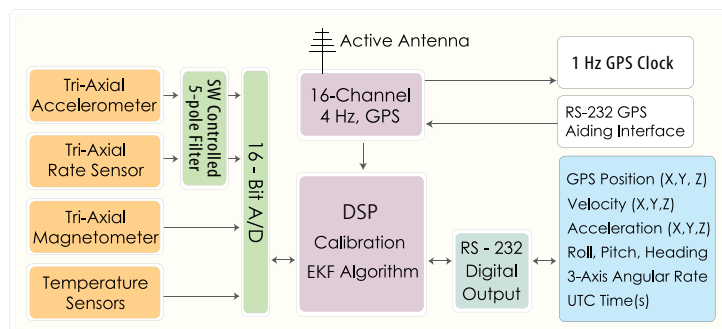 Active Antenna
Tri-Axial
Accelerometer
Tri-Axial
Rate Sensor
Tri-Axial
Magnetometer
Temperature
Sensors
SW Controlled
5-pole Filter
16 - Bit A/D
16-Channel
4 Hz, GPS
DSP
Calibration
EKF Algorithm
RS - 232
Digital
Output
1 Hz GPS Clock
RS-232 GPS
Aiding Interface
GPS Position (X,Y, Z)
Velocity (X,Y,Z)
Acceleration (X,Y,Z)
Roll, Pitch, Heading
3-Axis Angular Rate
UTC Time(s)